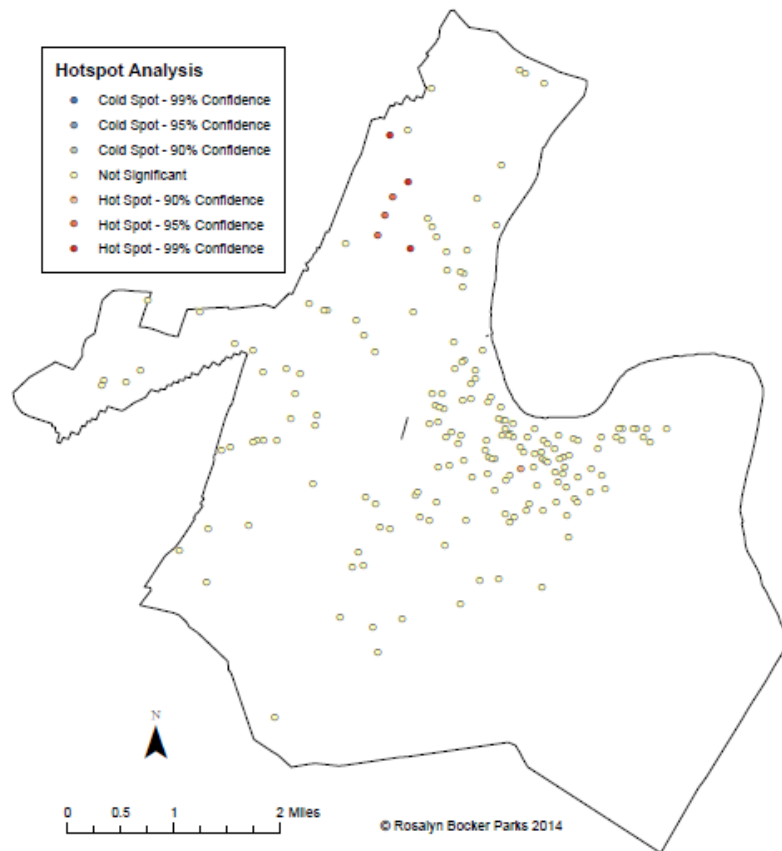 Hotspot Analysis
Cold Spot - 99% Confidence
Cold Spot - 95% Confidence
Cold Spot - 90% Confidence
Not Significant
Hot Spot - 90% Confidence
Hot Spot - 95% Confidence
Hot Spot - 99% Confidence
N
0 0.5 1 2 Miles
© Rosalyn Bocker Parks 2014